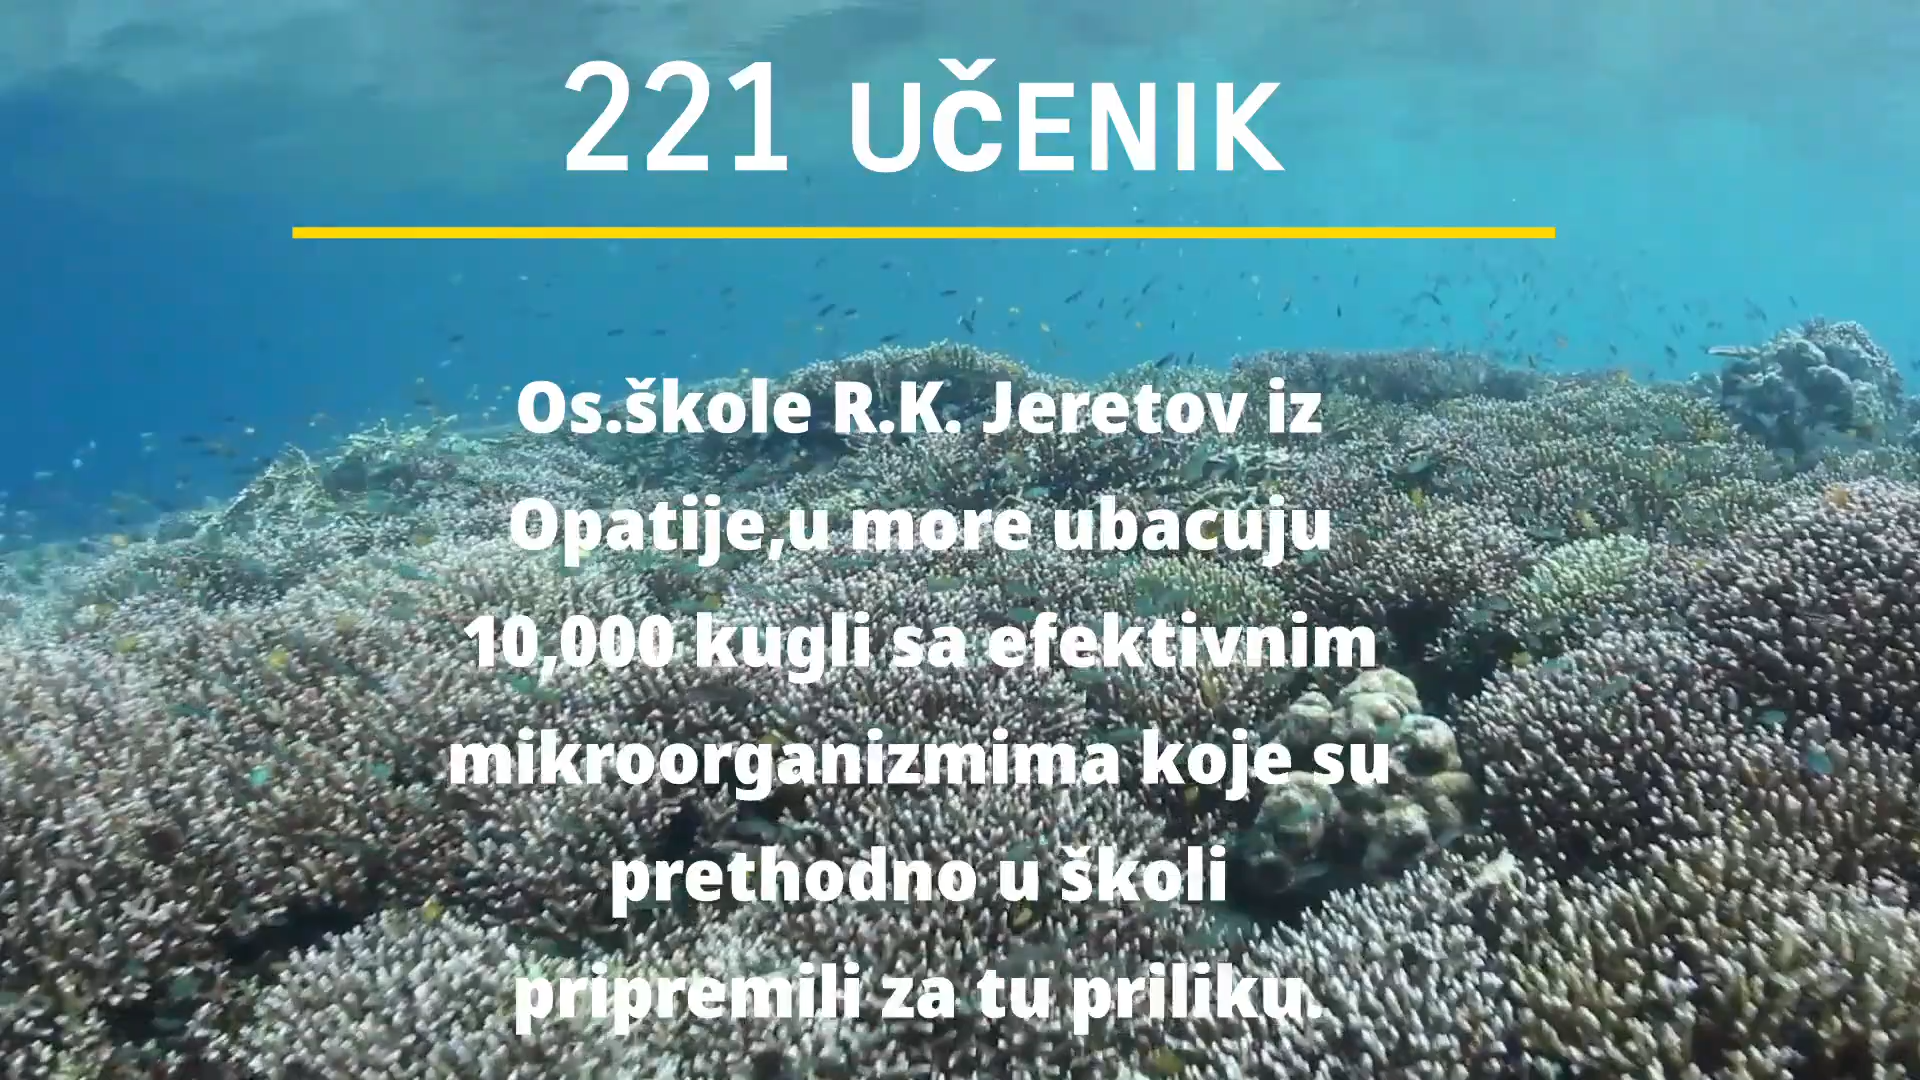 221 UČENIK
Os.škole R.K. Jeretov iz
Opatije,u more ubacuju
10,000 kugli sa efektivnim
mikroorganizmima koje su
prethodno u školi
pripremili za tu priliku.